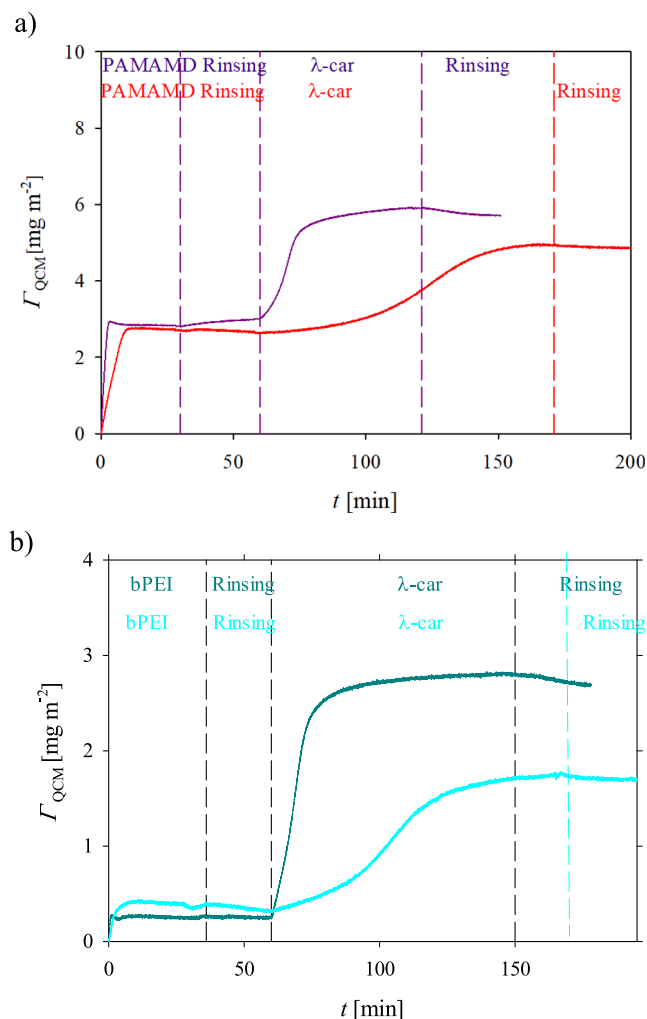 a)
10
PAMAMD Rinsing λ-car Rinsing
PAMAMD Rinsing λ-car Rinsing
8
6
4
2
0
Γ_QCM [mg m⁻²]
0 50 100 150 200
t [min]
b)
4
bPEI Rinsing λ-car Rinsing
bPEI Rinsing λ-car Rinsing
3
2
1
0
Γ_QCM [mg m⁻²]
0 50 100 150
t [min]